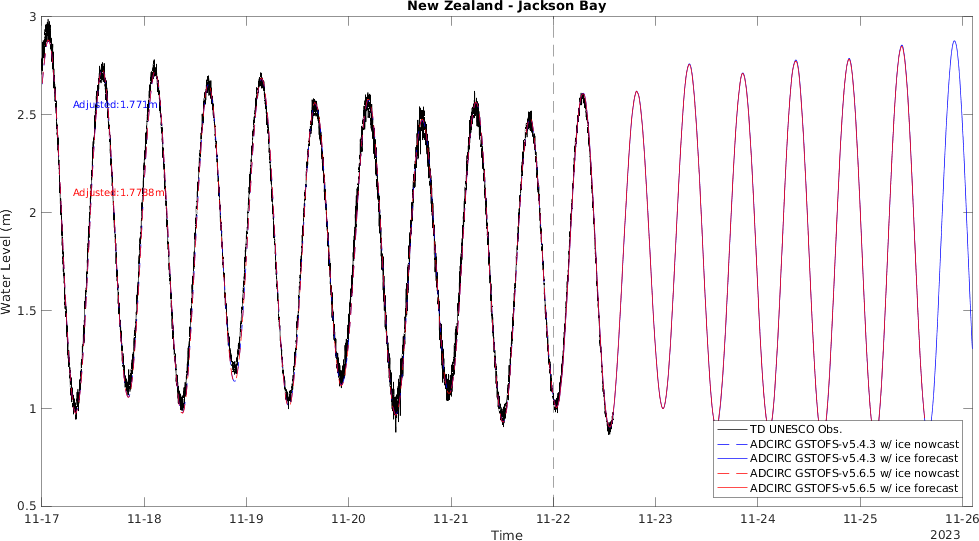 New Zealand - Jackson Bay
3
2.5
2
1.5
1
0.5
Water Level (m)
Adjusted:1.771m
Adjusted:1.7788m
TD UNESCO Obs.
ADCIRC GSTOFS-v5.4.3 w/ ice nowcast
ADCIRC GSTOFS-v5.4.3 w/ ice forecast
ADCIRC GSTOFS-v5.6.5 w/ ice nowcast
ADCIRC GSTOFS-v5.6.5 w/ ice forecast
11-17 11-18 11-19 11-20 11-21 11-22 11-23 11-24 11-25 11-26
Time
2023